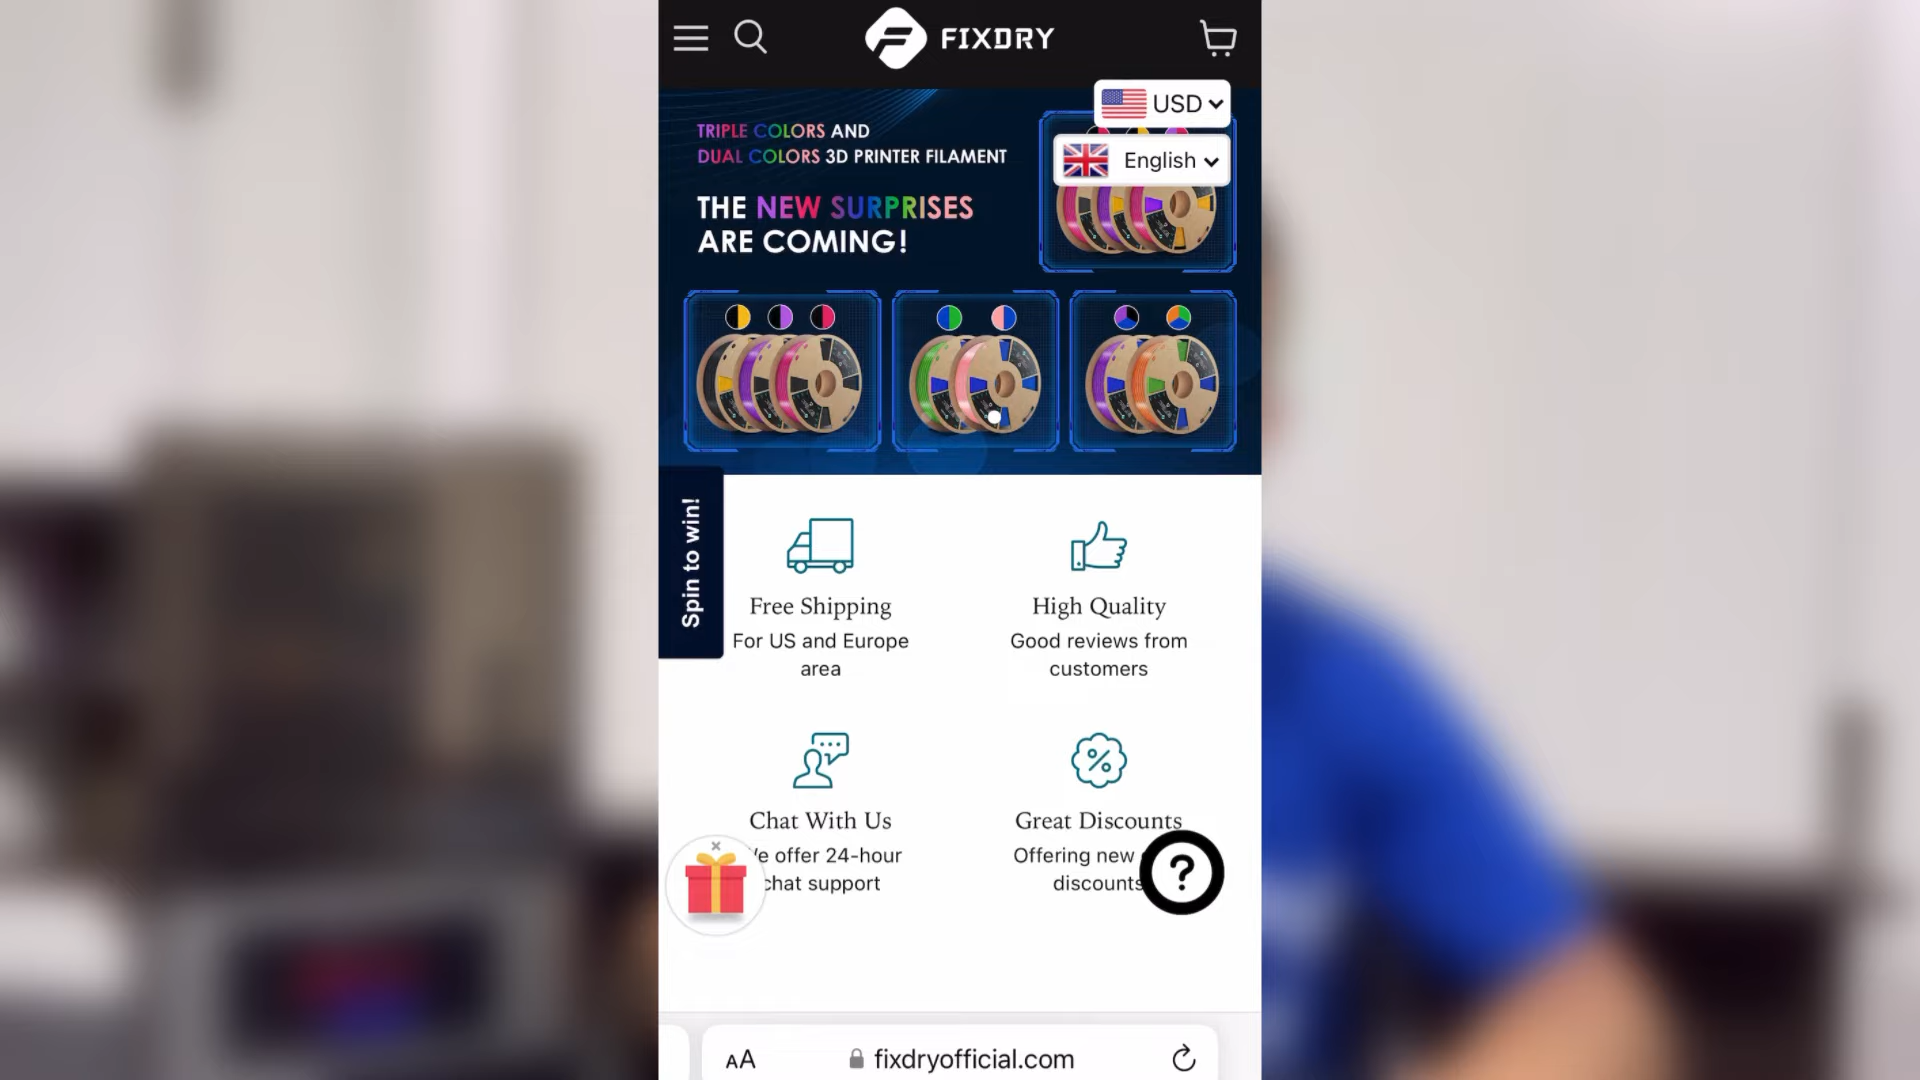 FIXDRY
USD
English
TRIPLE COLORS AND
DUAL COLORS 3D PRINTER FILAMENT
THE NEW SURPRISES
ARE COMING!
Spin to win!
Free Shipping
For US and Europe
area
High Quality
Good reviews from
customers
Chat With Us
offer 24-hour
chat support
Great Discounts
Offering new
discounts
?
AA
fixdryofficial.com